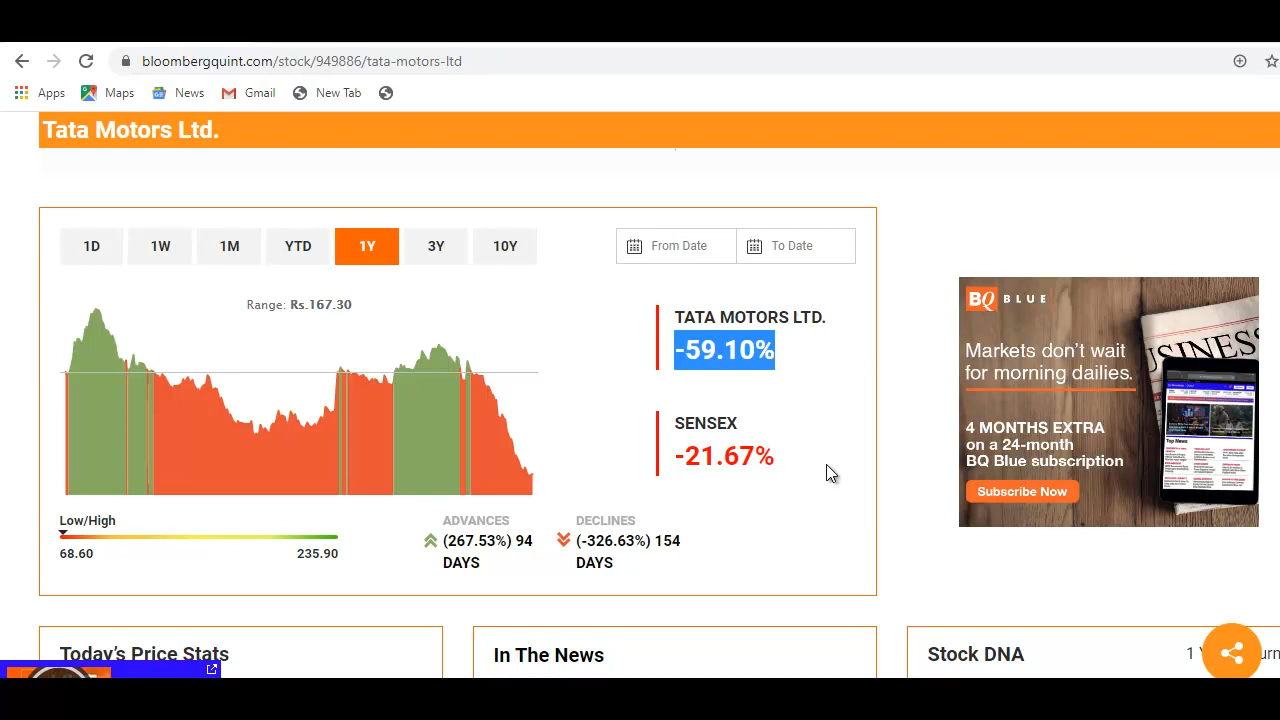 bloombergquint.com/stock/949886/tata-motors-ltd
Apps Maps News Gmail New Tab
Tata Motors Ltd.
1D 1W 1M YTD 1Y 3Y 10Y From Date To Date
Range: Rs.167.30
TATA MOTORS LTD.
-59.10%
SENSEX
-21.67%
Low/High
68.60 235.90
ADVANCES
(267.53%) 94
DAYS
DECLINES
(-326.63%) 154
DAYS
BQ BLUE
BUSINESS
Markets don't wait
for morning dailies.
4 MONTHS EXTRA
on a 24-month
BQ Blue subscription
Subscribe Now
Top News
Today's Price Stats
In The News
Stock DNA
1